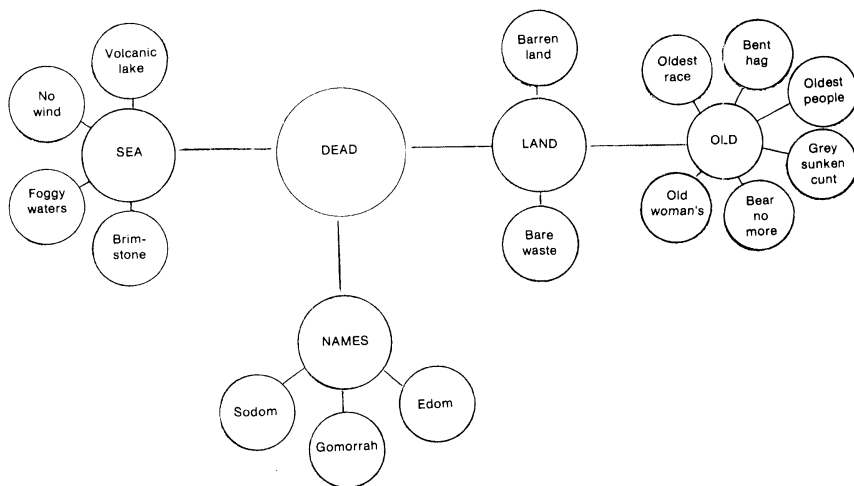 Volcanic
lake
No
wind
SEA
Foggy
waters
Brim-
stone
DEAD
Barren
land
LAND
Bare
waste
Oldest
race
Bent
hag
Oldest
people
OLD
Grey
sunken
cunt
Old
woman's
Bear
no
more
NAMES
Sodom
Gomorrah
Edom